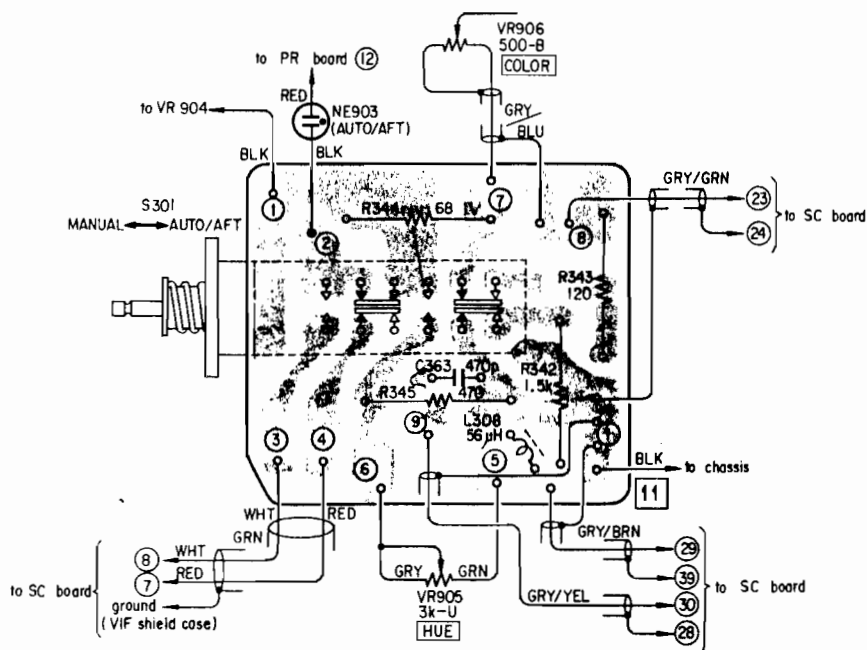 VR906
500-B
COLOR
to PR board 12
RED
NE903
(AUTO/AFT)
to VR 904
GRY/
BLU
BLK
BLK
GRY/GRN
1
7
23
S301
R344 68 1W
8
to SC board
MANUAL AUTO/AFT
2
24
R343
120
C363 470p
R342
1.5k
R345 470
9
L308
56μH
3
4
5
BLK
to chassis
6
11
WHT
RED
GRN
GRY/BRN
8
WHT
29
7
RED
GRY
GRN
39
to SC board
to SC board
VR905
GRY/YEL
30
ground
3k-U
(VIF shield case)
HUE
28